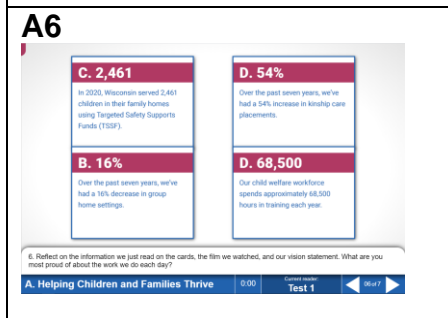 A6
C. 2,461
In 2020, Wisconsin served 2,461
children in their family homes
using Targeted Safety Supports
Funds (TSSF).
D. 54%
Over the past seven years, we've
had a 54% increase in kinship care
placements.
B. 16%
Over the past seven years, we've
had a 16% decrease in group
home settings.
D. 68,500
Our child welfare workforce
spends approximately 68,500
hours in training each year.
6. Reflect on the information we just read on the cards, the film we watched, and our vision statement. What are you
most proud of about the work we do each day?
A. Helping Children and Families Thrive
0:00
Current reader:
Test 1
06 of 7